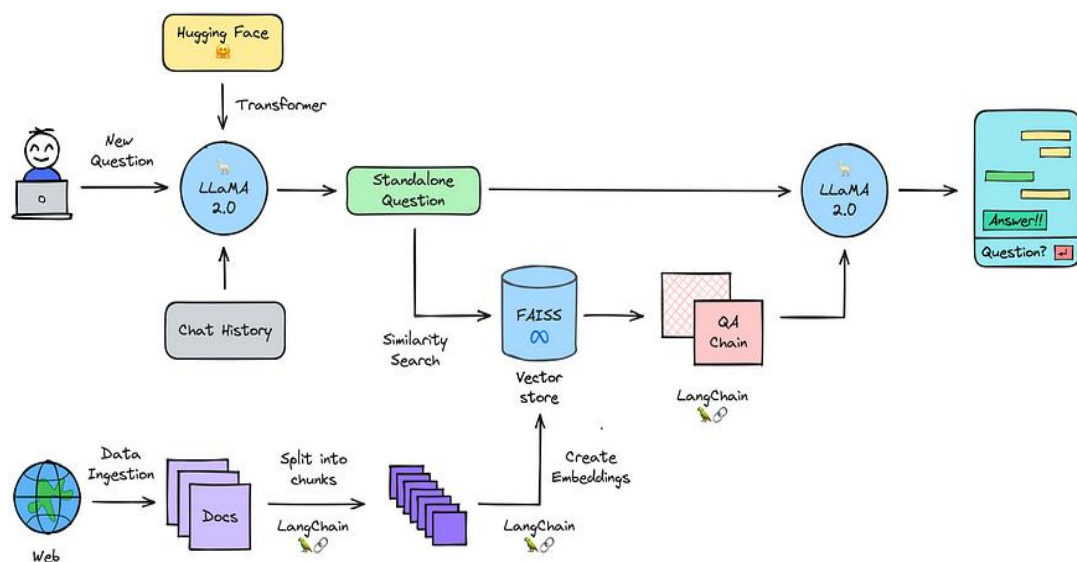 Hugging Face
Transformer
New
Question
LLaMA
2.0
Standalone
Question
LLaMA
2.0
Answer!!
Question?
Chat History
Similarity
Search
FAISS
Vector
store
QA
Chain
LangChain
Web
Data
Ingestion
Docs
Split into
chunks
LangChain
Create
Embeddings
LangChain